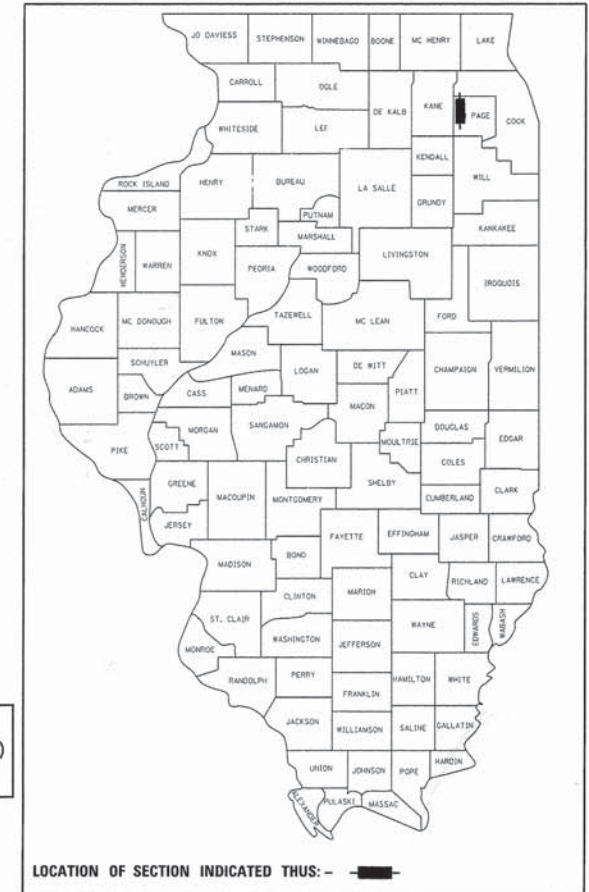 JO DAVIESS STEPHENSON WINNEBAGO BOONE MC HENRY LAKE
CARROLL OGLE DE KALB KANE PAGE COOK
WHITESIDE LEE
KENDALL WILL
ROCK ISLAND HENRY BUREAU LA SALLE GRUNDY
MERCER PUTNAM KANKAKEE
STARK MARSHALL
HENDERSON WARREN KNOX PEORIA WOODFORD LIVINGSTON IROQUOIS
HANCOCK MC DONOUGH FULTON TAZEWELL MC LEAN FORD
MASON
SCHUYLER LOGAN DE WITT CHAMPAIGN VERMILION
ADAMS BROWN CASS MENARD MACON PIATT
SANGAMON DOUGLAS
PIKE SCOTT MORGAN CHRISTIAN MOULTRIE COLES EDGAR
GREENE MACOUPIN MONTGOMERY SHELBY CUMBERLAND CLARK
CALHOUN JERSEY FAYETTE EFFINGHAM JASPER CRAWFORD
MADISON BOND CLAY RICHLAND LAWRENCE
CLINTON MARION
ST. CLAIR WAYNE EDWARDS WABASH
WASHINGTON JEFFERSON
MONROE
RANDOLPH PERRY HAMILTON WHITE
FRANKLIN
JACKSON WILLIAMSON SALINE GALLATIN
UNION JOHNSON POPE HARDIN
ALEXANDER PULASKI MASSAC
LOCATION OF SECTION INDICATED THUS: -